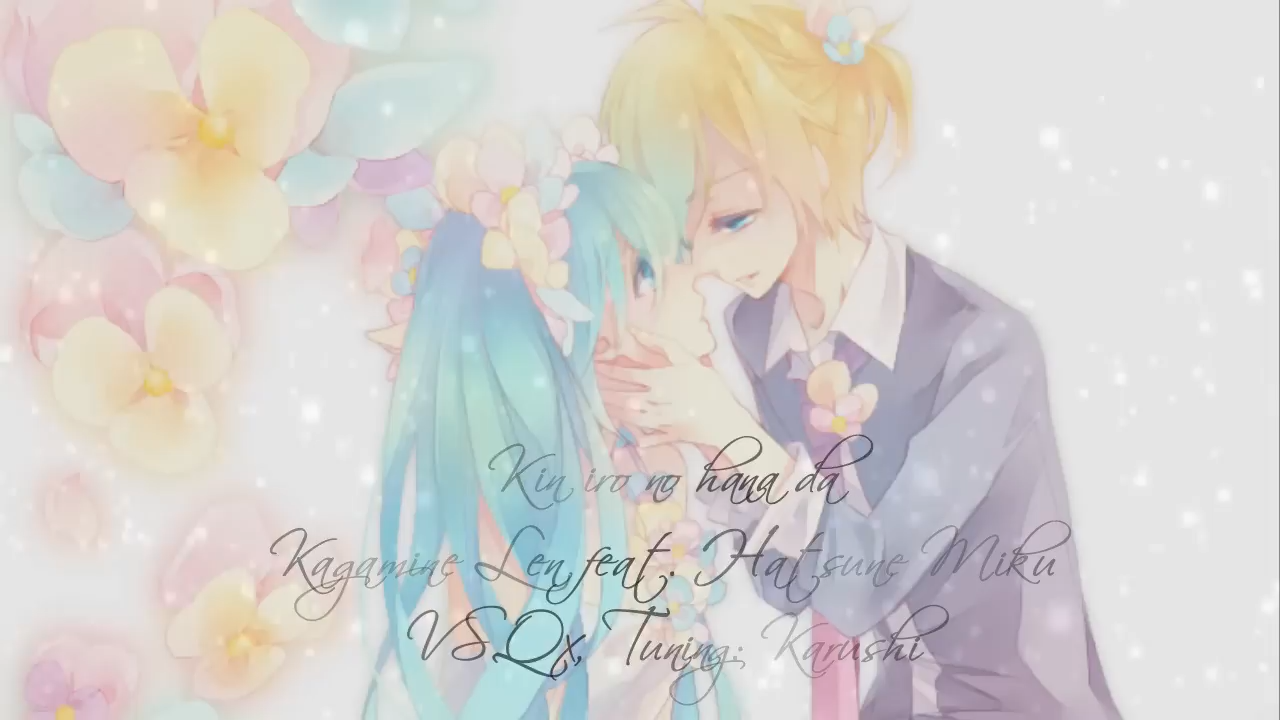 Kin iro no hana da
Kagamine Len feat. Hatsune Miku
VSQx, Tuning: Karushi